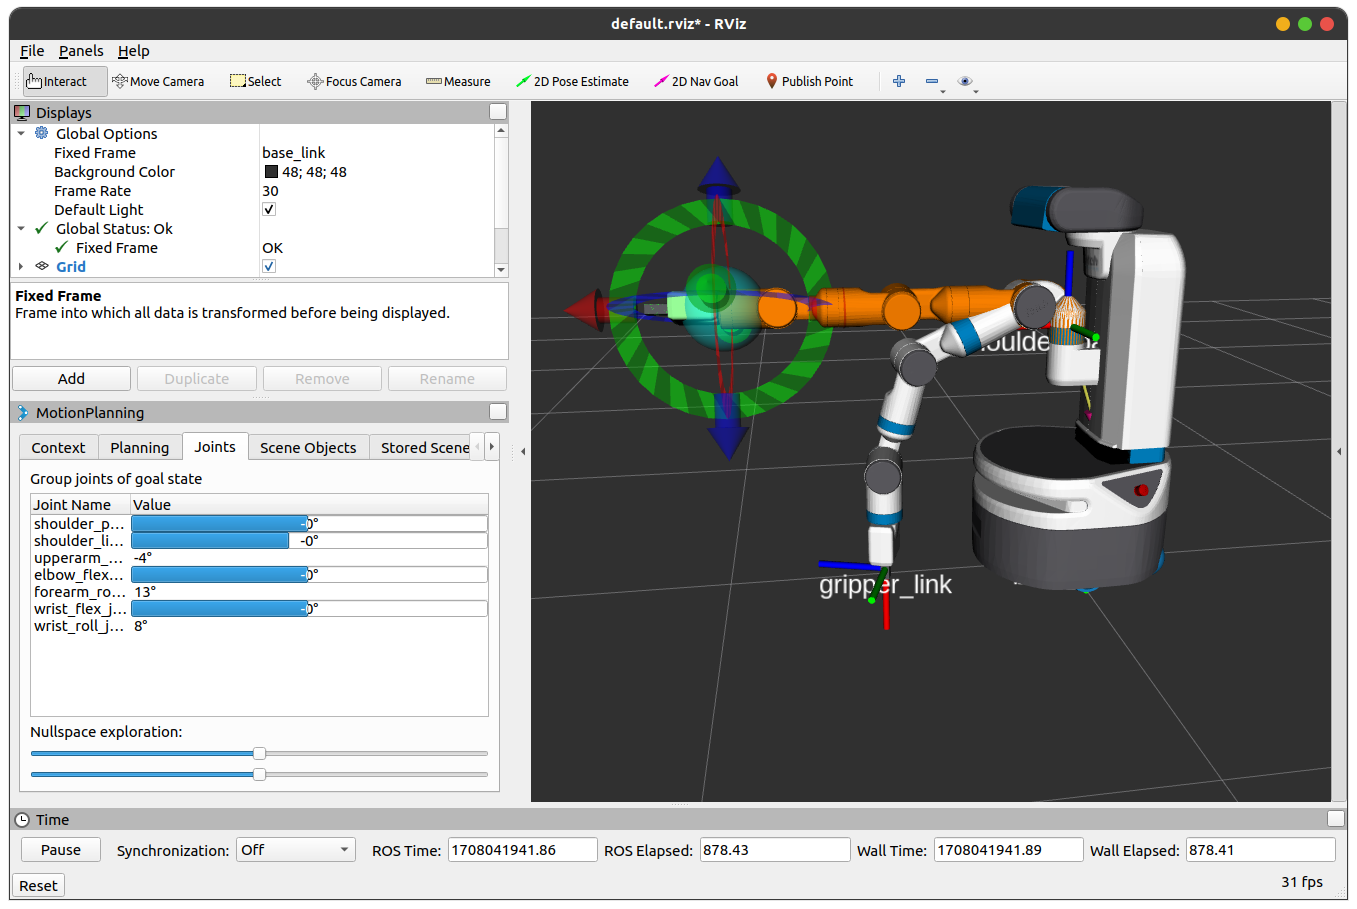 default.rviz* - RViz
File Panels Help
Interact Move Camera Select Focus Camera Measure 2D Pose Estimate 2D Nav Goal Publish Point
Displays
Global Options
Fixed Frame base_link
Background Color 48; 48; 48
Frame Rate 30
Default Light
Global Status: Ok
Fixed Frame OK
Grid
Fixed Frame
Frame into which all data is transformed before being displayed.
Add Duplicate Remove Rename
MotionPlanning
Context Planning Joints Scene Objects Stored Scene
Group joints of goal state
Joint Name Value
shoulder_p... -0°
shoulder_li... -0°
upperarm_... -4°
elbow_flex... -0°
forearm_ro... 13°
wrist_flex_j... -0°
wrist_roll_j... 8°
Nullspace exploration:
gripper_link
Time
Pause Synchronization: Off ROS Time: 1708041941.86 ROS Elapsed: 878.43 Wall Time: 1708041941.89 Wall Elapsed: 878.41
Reset 31 fps